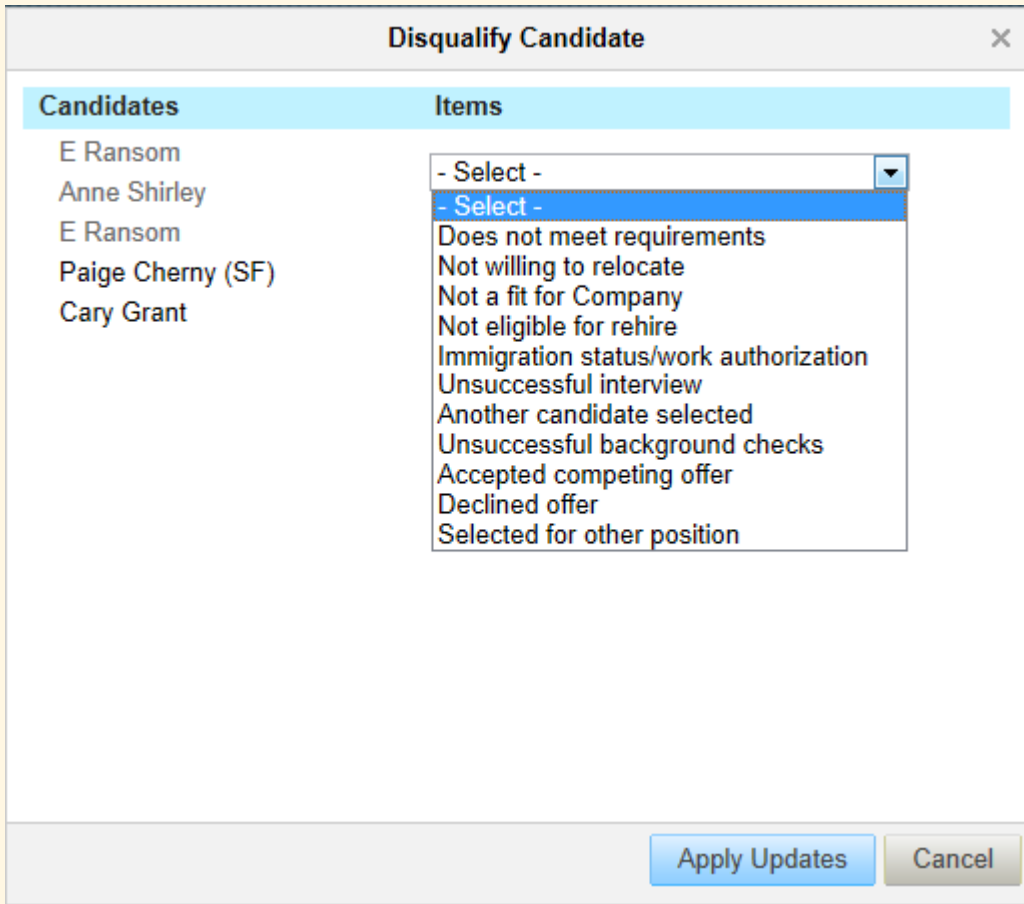 Disqualify Candidate
Candidates Items
E Ransom
Anne Shirley
E Ransom
Paige Cherny (SF)
Cary Grant
- Select -
- Select -
Does not meet requirements
Not willing to relocate
Not a fit for Company
Not eligible for rehire
Immigration status/work authorization
Unsuccessful interview
Another candidate selected
Unsuccessful background checks
Accepted competing offer
Declined offer
Selected for other position
Apply Updates Cancel